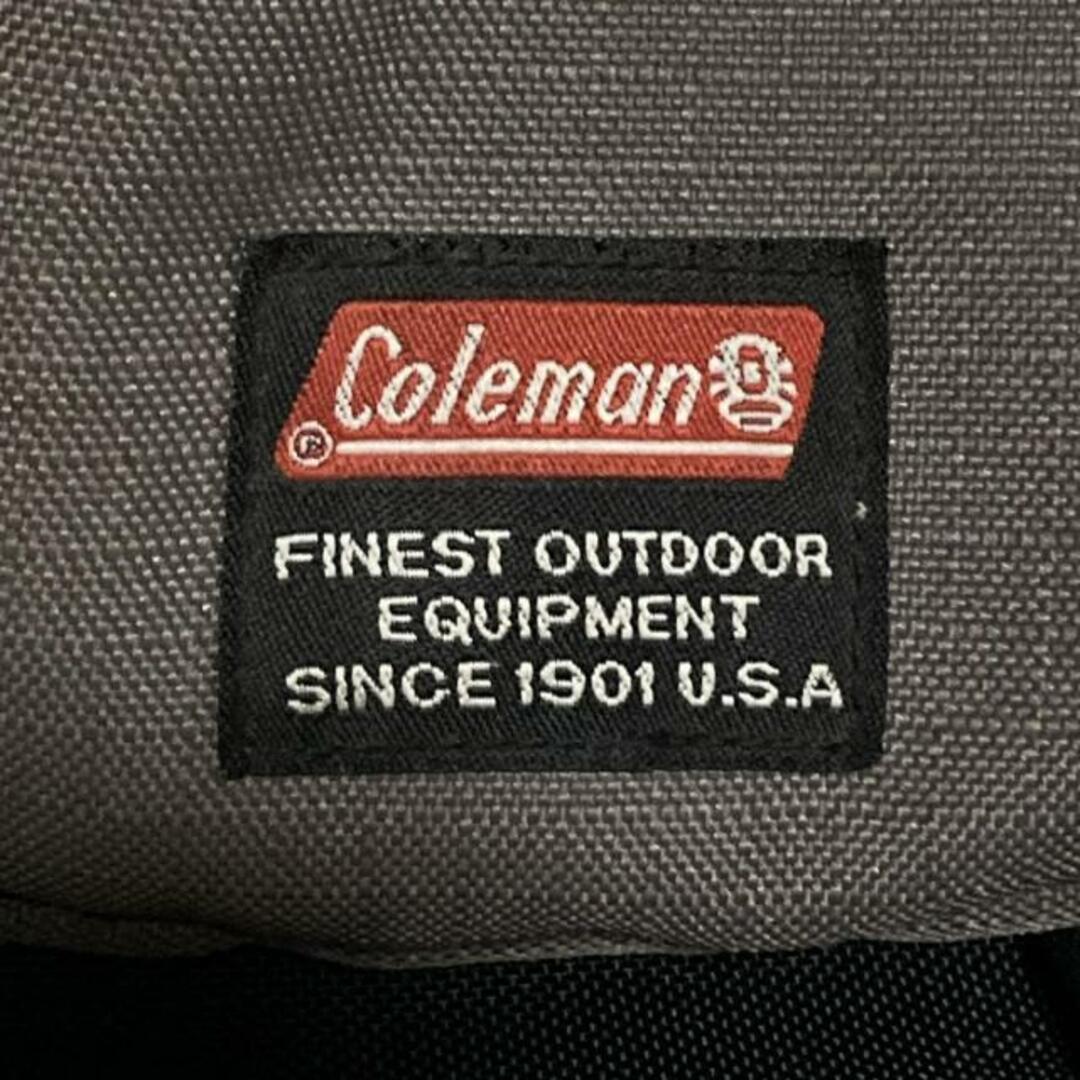 Coleman
®
FINEST OUTDOOR
EQUIPMENT
SINCE 1901 U.S.A